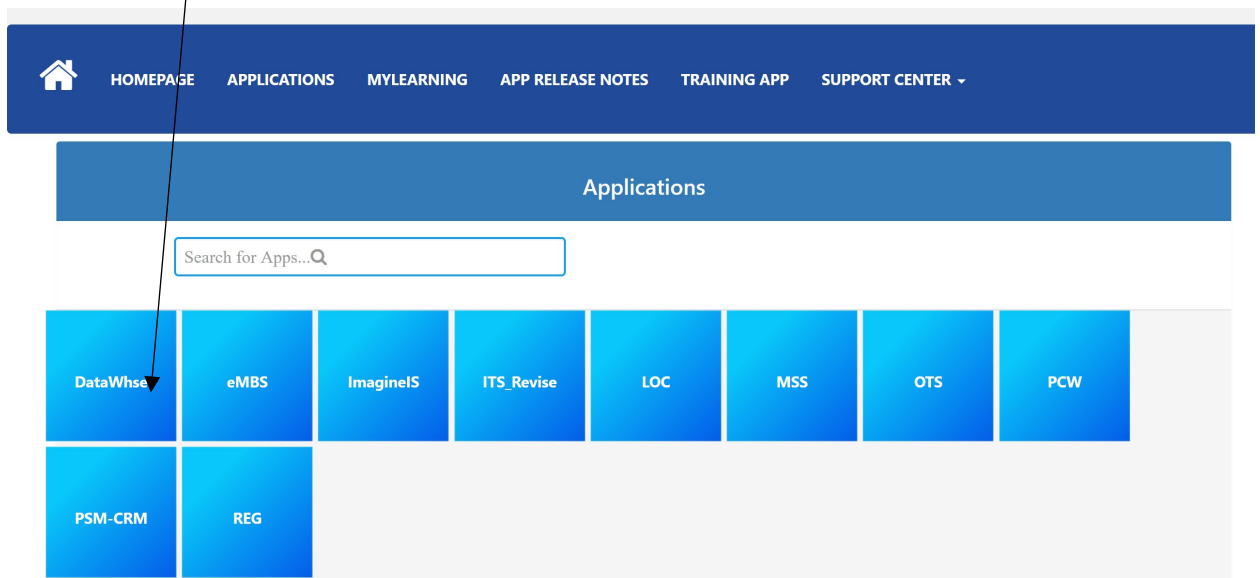 HOMEPAGE APPLICATIONS MYLEARNING APP RELEASE NOTES TRAINING APP SUPPORT CENTER
Applications
Search for Apps...
DataWhse eMBS ImagineIS ITS_Revise LOC MSS OTS PCW
PSM-CRM REG